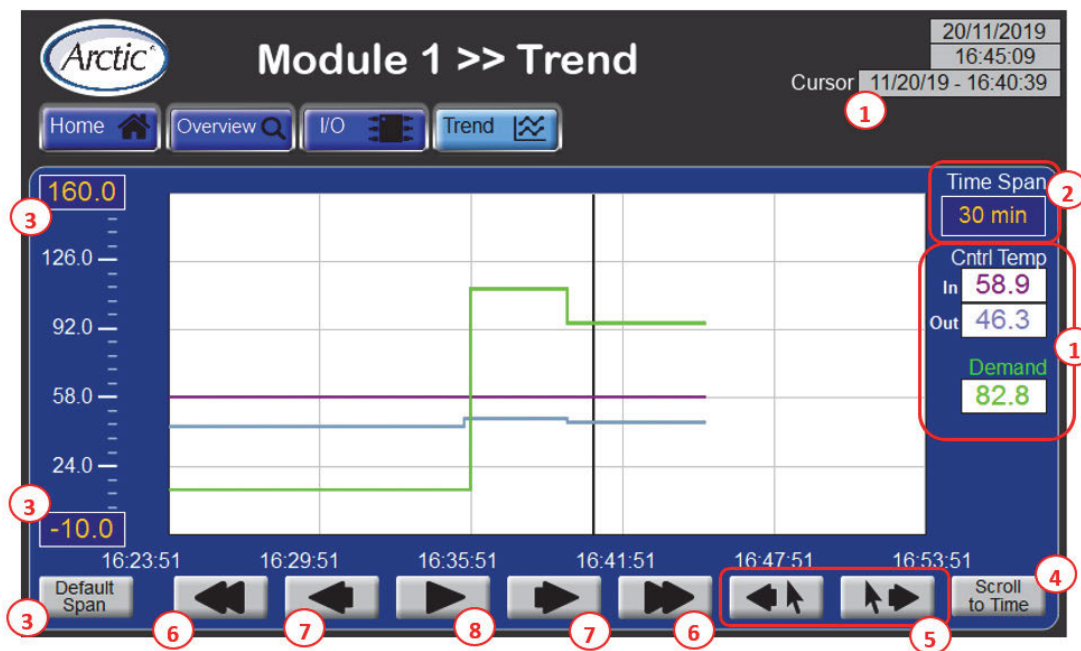 Arctic
Module 1 >> Trend
20/11/2019
16:45:09
Cursor 11/20/19 - 16:40:39
1
Home
Overview
I/O
Trend
160.0
3
126.0
92.0
58.0
24.0
3
-10.0
Time Span
2
30 min
Cntrl Temp
In 58.9
Out 46.3
1
Demand
82.8
16:23:51 16:29:51 16:35:51 16:41:51 16:47:51 16:53:51
Default
Span
Scroll
to Time
4
3
6
7
8
7
6
5